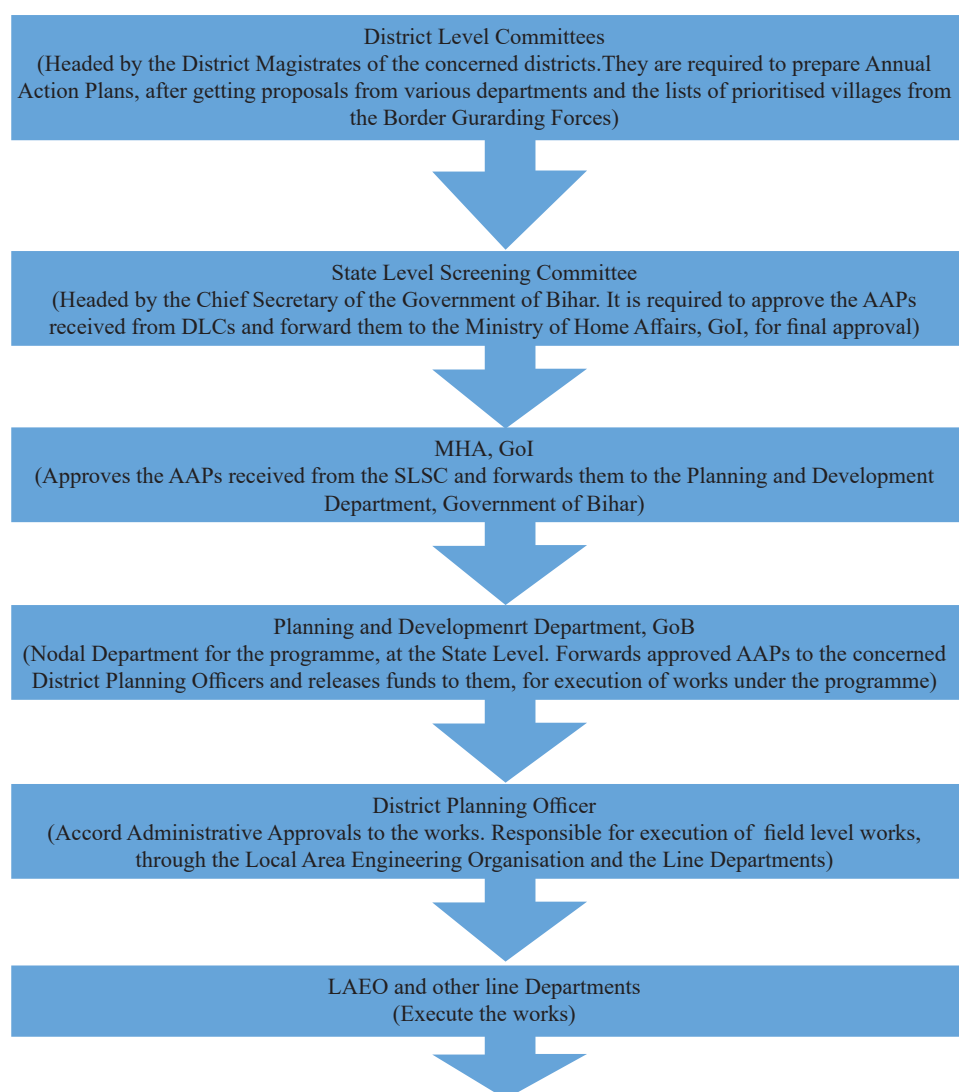 District Level Committees
(Headed by the District Magistrates of the concerned districts.They are required to prepare Annual
Action Plans, after getting proposals from various departments and the lists of prioritised villages from
the Border Gurarding Forces)
State Level Screening Committee
(Headed by the Chief Secretary of the Government of Bihar. It is required to approve the AAPs
received from DLCs and forward them to the Ministry of Home Affairs, GoI, for final approval)
MHA, GoI
(Approves the AAPs received from the SLSC and forwards them to the Planning and Development
Department, Government of Bihar)
Planning and Developmenrt Department, GoB
(Nodal Department for the programme, at the State Level. Forwards approved AAPs to the concerned
District Planning Officers and releases funds to them, for execution of works under the programme)
District Planning Officer
(Accord Administrative Approvals to the works. Responsible for execution of field level works,
through the Local Area Engineering Organisation and the Line Departments)
LAEO and other line Departments
(Execute the works)